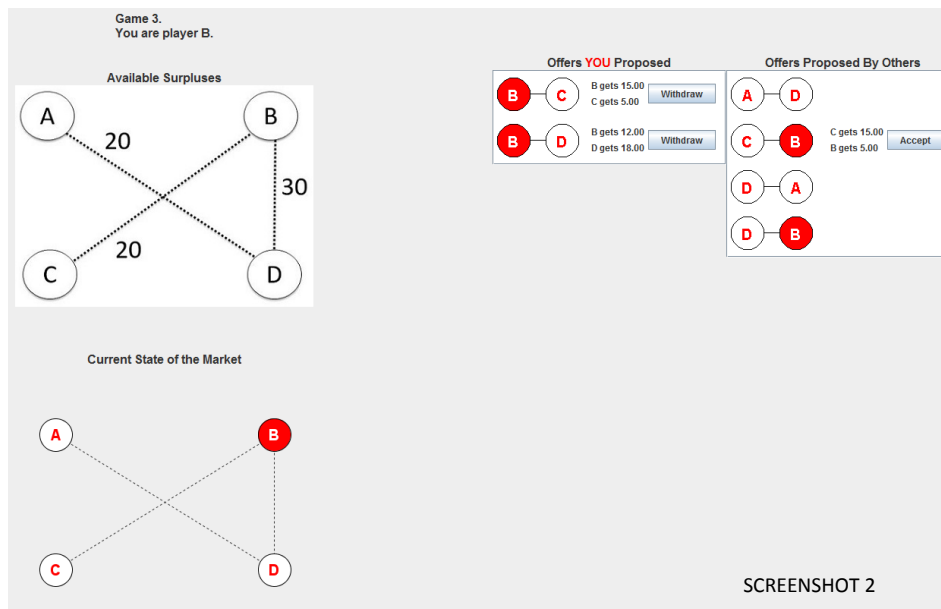 Game 3.
You are player B.
Available Surpluses
A
B
20
30
20
C
D
Current State of the Market
A
B
C
D
Offers YOU Proposed
B C B gets 15.00
C gets 5.00
Withdraw
B D B gets 12.00
D gets 18.00
Withdraw
Offers Proposed By Others
A D
C B C gets 15.00
B gets 5.00
Accept
D A
D B
SCREENSHOT 2